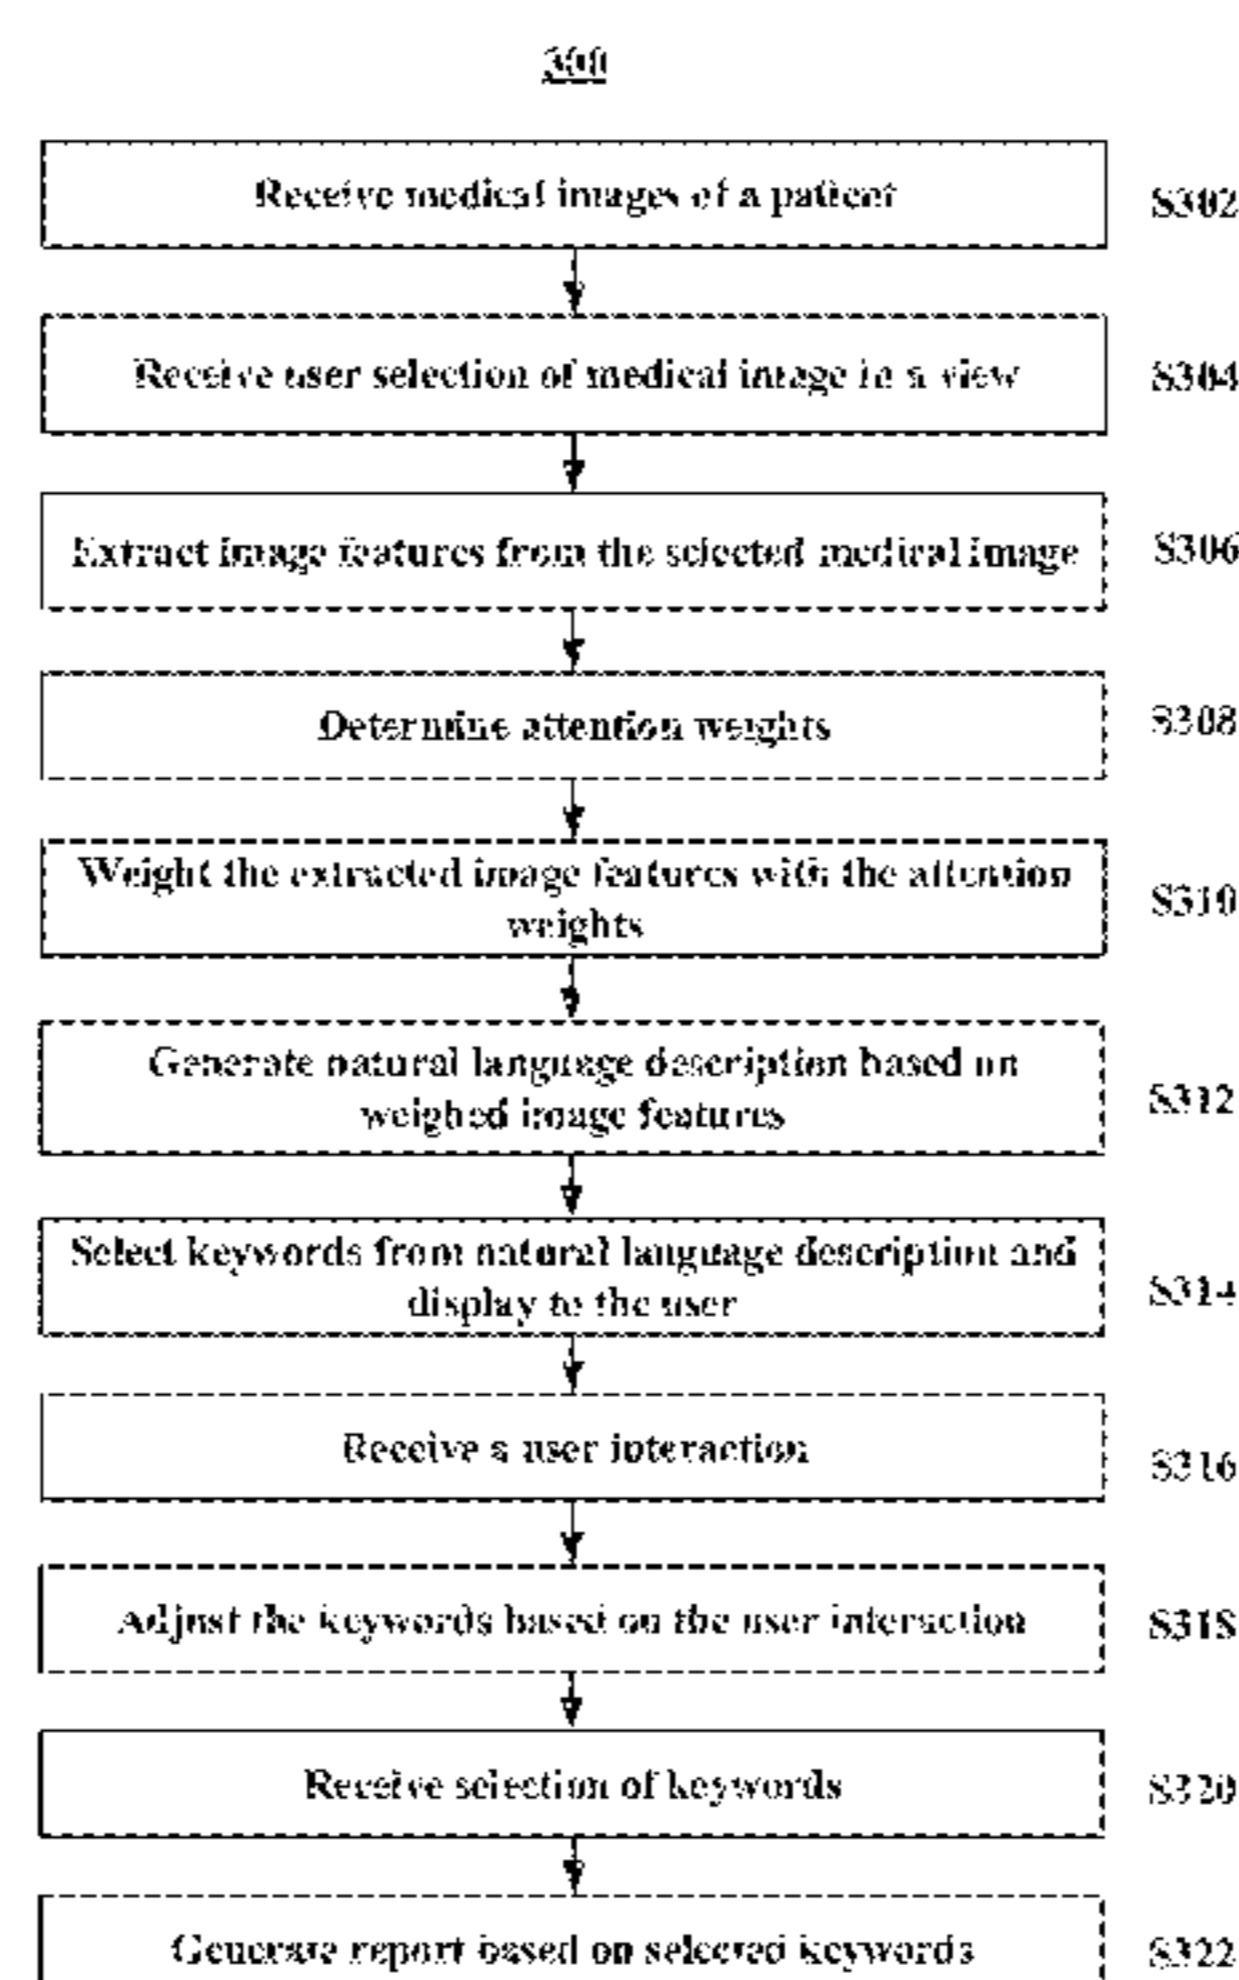 300
Receive medical images of a patient
S302
Receive user selection of medical image in a view
S304
Extract image features from the selected medical image
S306
Determine attention weights
S308
Weight the extracted image features with the attention
weights
S310
Generate natural language description based on
weighed image features
S312
Select keywords from natural language description and
display to the user
S314
Receive a user interaction
S316
Adjust the keywords based on the user interaction
S318
Receive selection of keywords
S320
Generate report based on selected keywords
S322